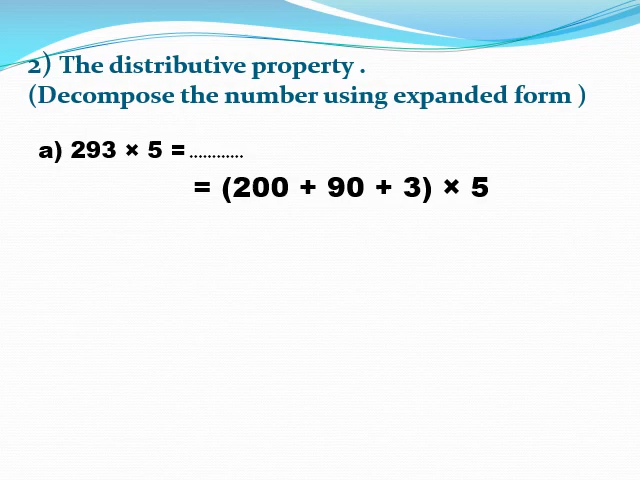 2) The distributive property .
(Decompose the number using expanded form )
a) 293 × 5 = ............
= (200 + 90 + 3) × 5